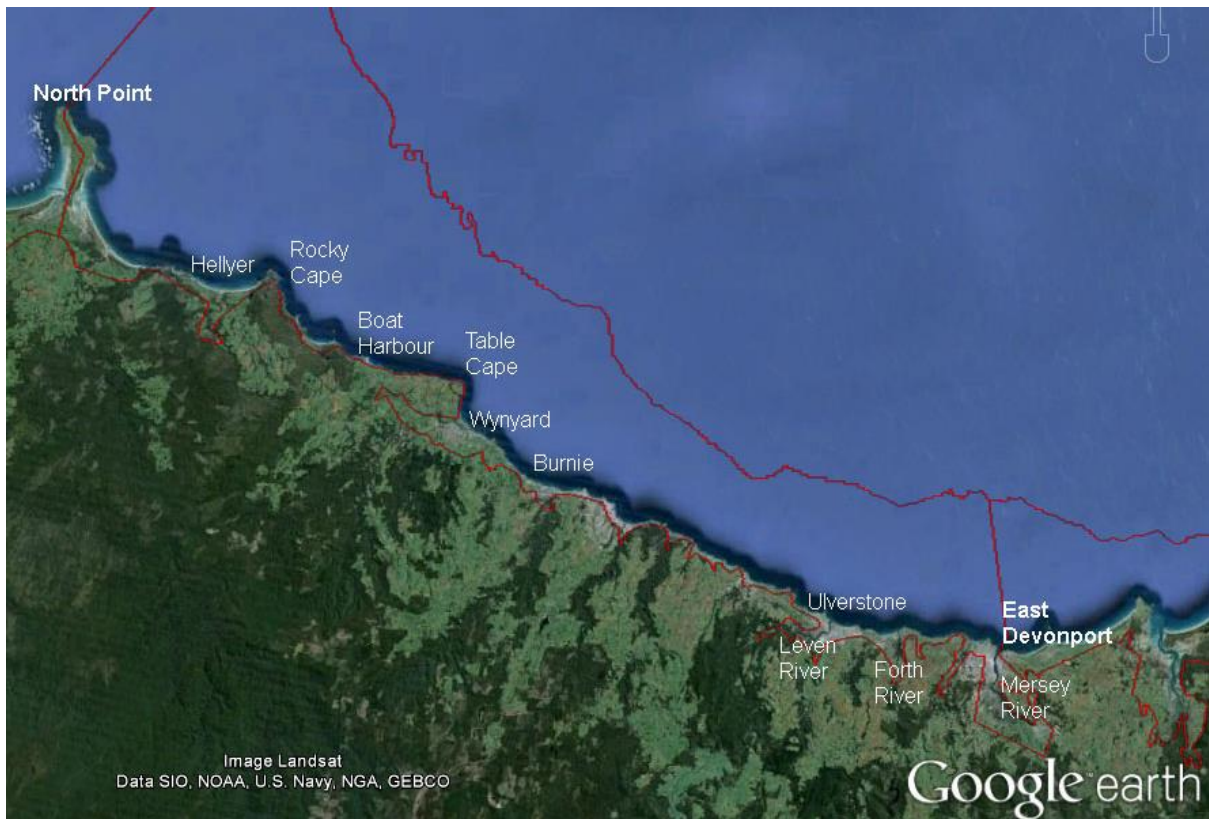 North Point
Hellyer
Rocky
Cape
Boat
Harbour
Table
Cape
Wynyard
Burnie
Ulverstone
East
Devonport
Leven
River
Forth
River
Mersey
River
Image Landsat
Data SIO, NOAA, U.S. Navy, NGA, GEBCO
Google earth